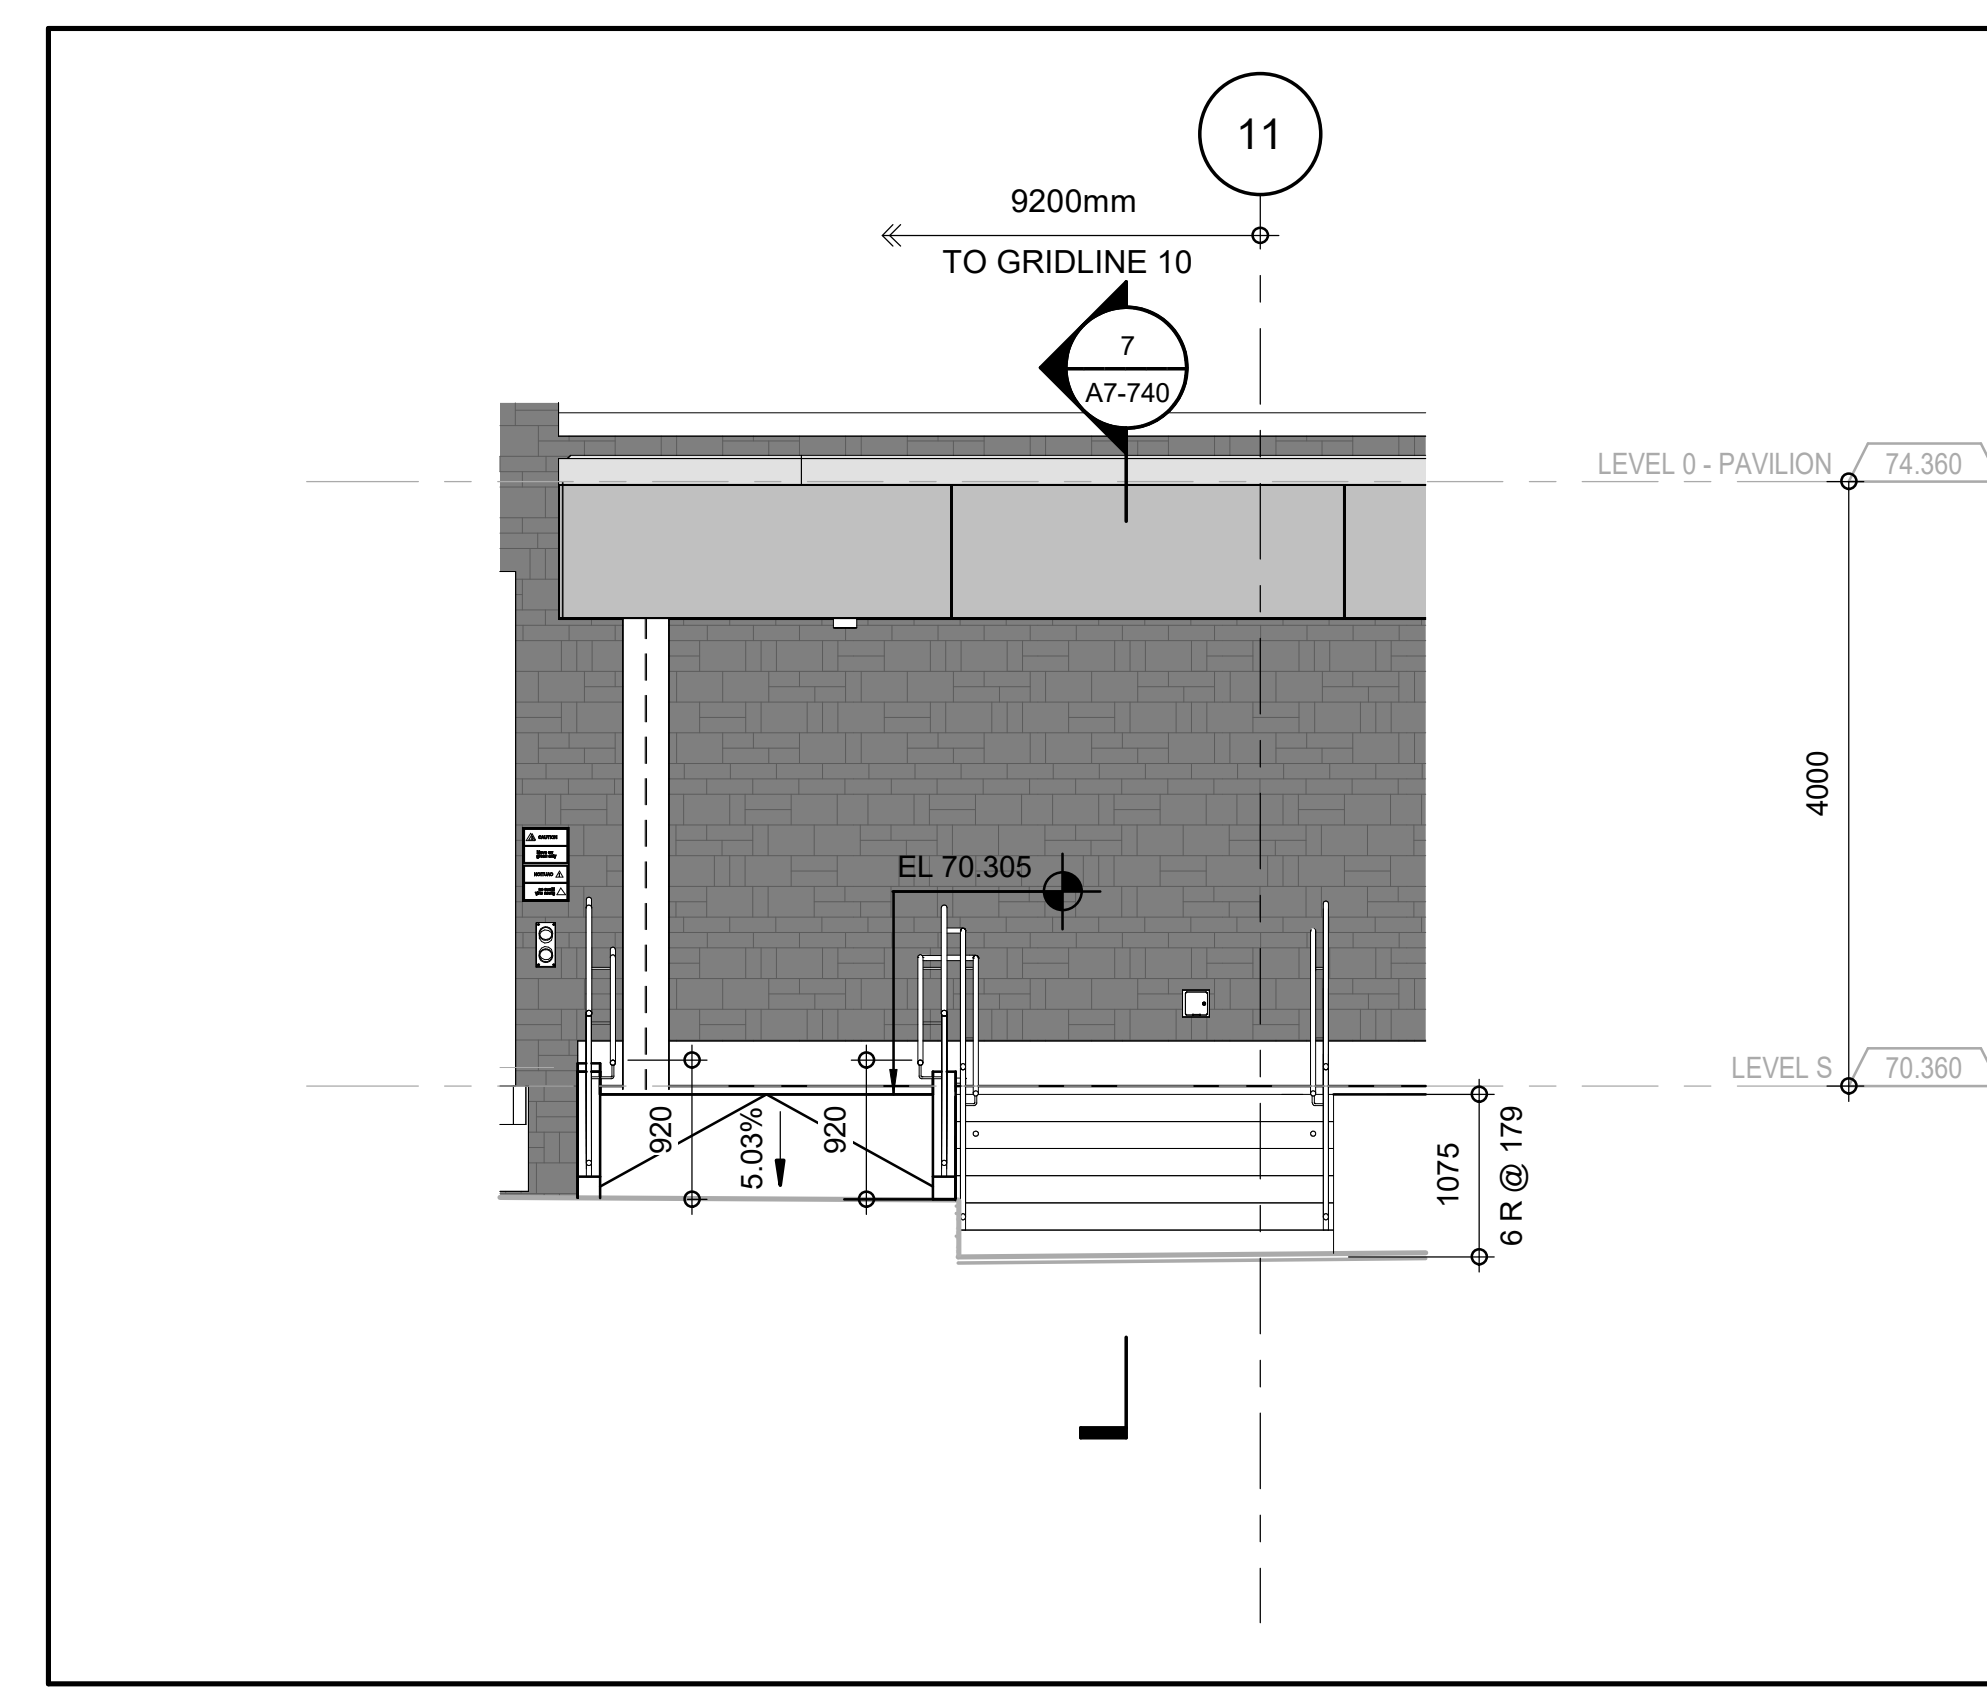 11
9200mm
TO GRIDLINE 10
7
A7-740
LEVEL 0 - PAVILION
74.360
4000
CAUTION
EL 70.305
LEVEL S
70.360
920
5.03%
920
1075
6 R @ 179